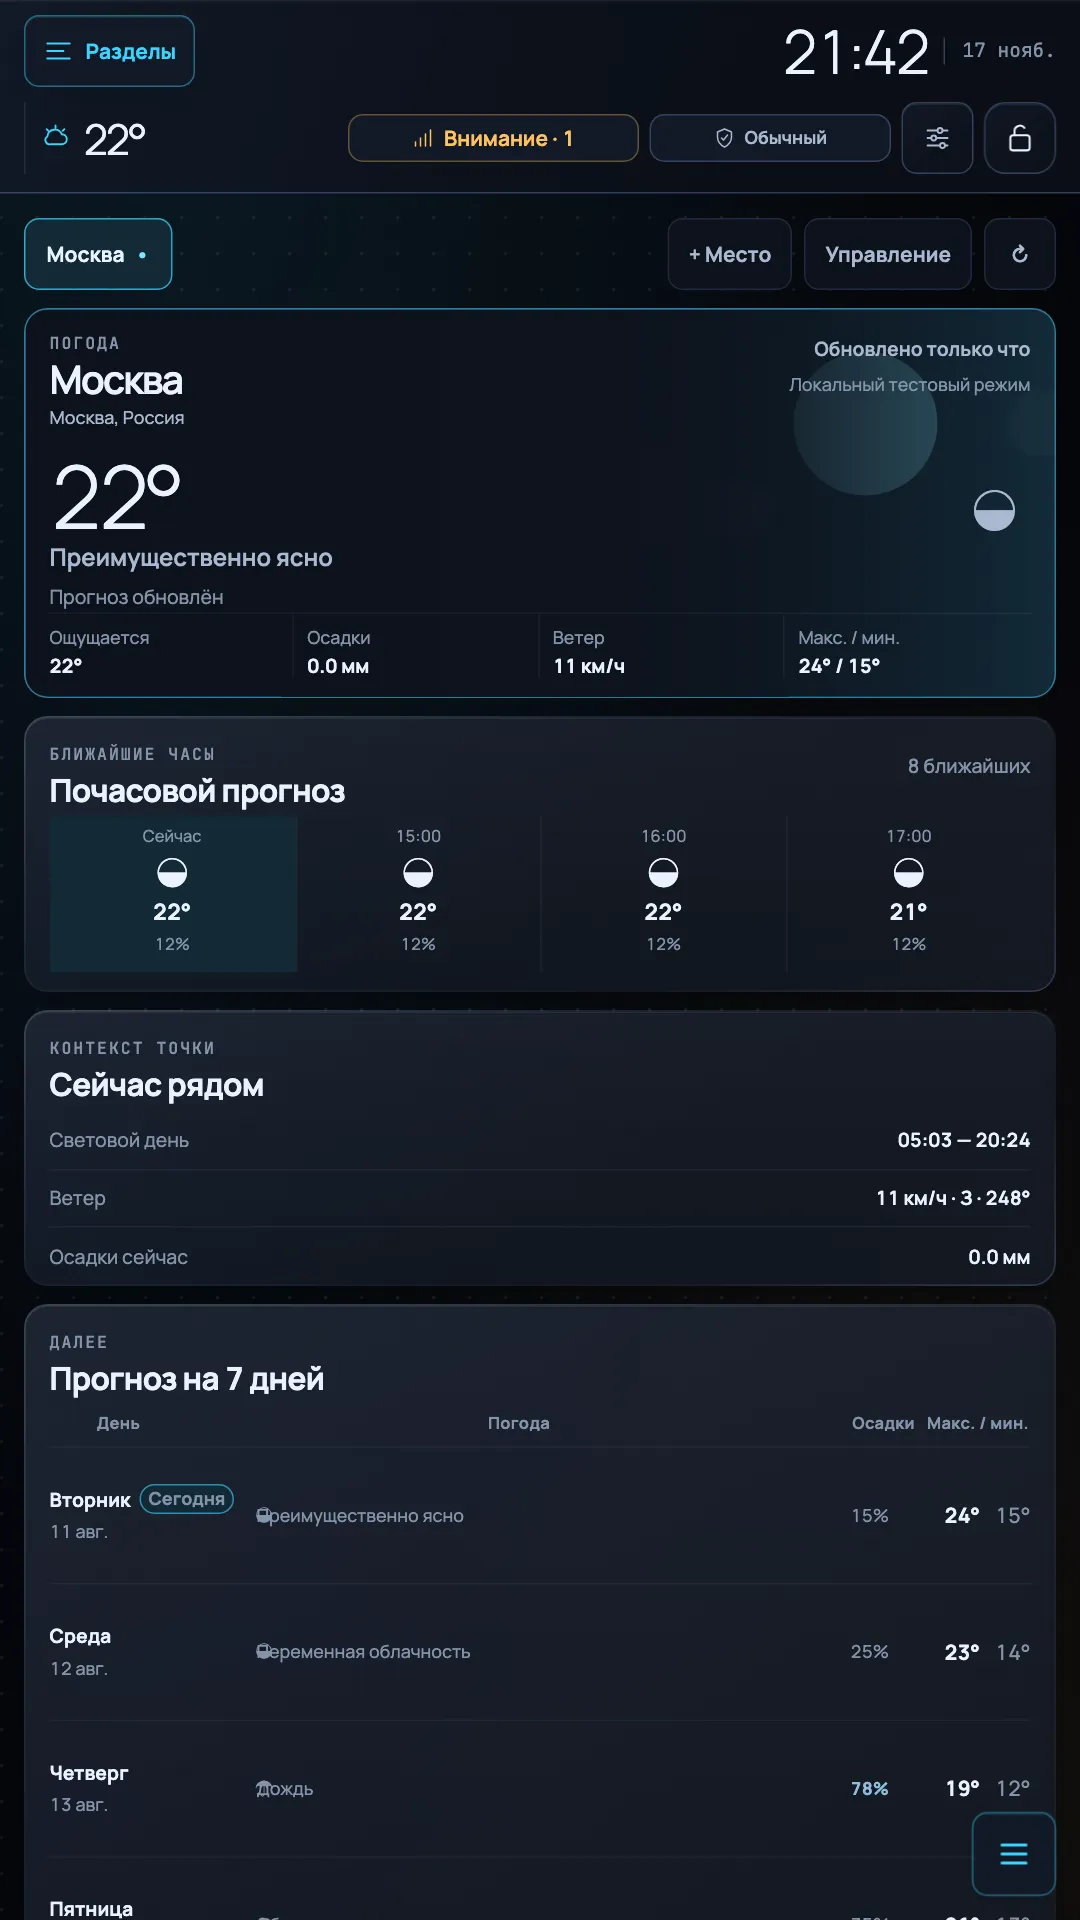 Разделы
21:42
17 нояб.
22°
Внимание · 1
Обычный
Москва •
+ Место
Управление
ПОГОДА
Обновлено только что
Москва
Локальный тестовый режим
Москва, Россия
22°
Преимущественно ясно
Прогноз обновлён
Ощущается
Осадки
Ветер
Макс. / мин.
22°
0.0 мм
11 км/ч
24° / 15°
БЛИЖАЙШИЕ ЧАСЫ
8 ближайших
Почасовой прогноз
Сейчас
15:00
16:00
17:00
22°
22°
22°
21°
12%
12%
12%
12%
КОНТЕКСТ ТОЧКИ
Сейчас рядом
Световой день
05:03 — 20:24
Ветер
11 км/ч · З · 248°
Осадки сейчас
0.0 мм
ДАЛЕЕ
Прогноз на 7 дней
День
Погода
Осадки
Макс. / мин.
Вторник
Сегодня
11 авг.
Преимущественно ясно
15%
24°
15°
Среда
12 авг.
Переменная облачность
25%
23°
14°
Четверг
13 авг.
Дождь
78%
19°
12°
Пятница